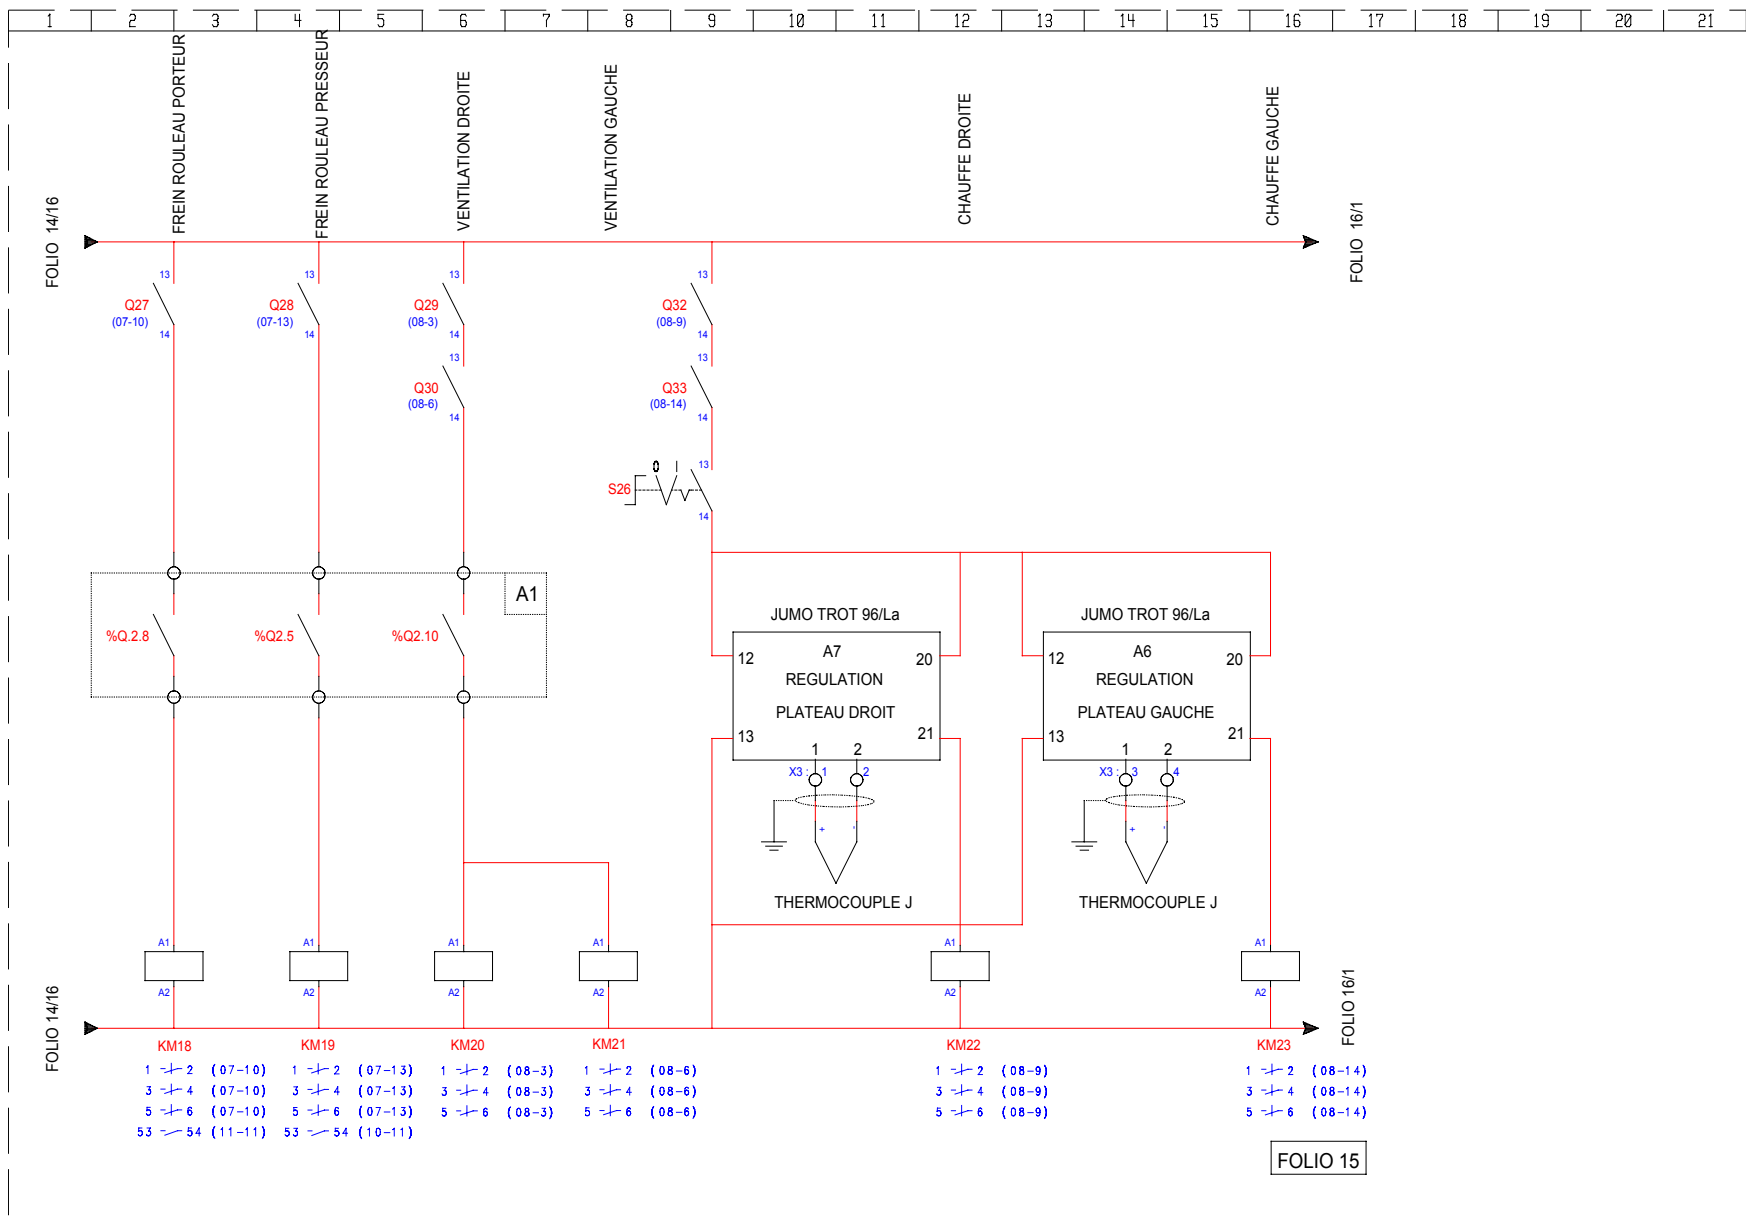 1 2 3 4 5 6 7 8 9 10 11 12 13 14 15 16 17 18 19 20 21
FREIN ROULEAU PORTEUR
FREIN ROULEAU PRESSEUR
VENTILATION DROITE
VENTILATION GAUCHE
CHAUFFE DROITE
CHAUFFE GAUCHE
FOLIO 14/16
FOLIO 16/1
13 13 13 13
Q27 Q28 Q29 Q32
(07-10) (07-13) (08-3) (08-9)
14 14 14 14
13 13
Q30 Q33
(08-6) (08-14)
14 14
0 I 13
S26
14
A1
JUMO TROT 96/La JUMO TROT 96/La
%Q.2.8 %Q2.5 %Q2.10
12 A7 20 12 A6 20
REGULATION REGULATION
PLATEAU DROIT PLATEAU GAUCHE
13 21 13 21
1 2 1 2
X3 : 1 2 X3 : 3 4
+ - + -
THERMOCOUPLE J THERMOCOUPLE J
A1 A1 A1 A1 A1 A1
A2 A2 A2 A2 A2 A2
FOLIO 14/16
FOLIO 16/1
KM18 KM19 KM20 KM21 KM22 KM23
1 2 (07-10) 1 2 (07-13) 1 2 (08-3) 1 2 (08-6) 1 2 (08-9) 1 2 (08-14)
3 4 (07-10) 3 4 (07-13) 3 4 (08-3) 3 4 (08-6) 3 4 (08-9) 3 4 (08-14)
5 6 (07-10) 5 6 (07-13) 5 6 (08-3) 5 6 (08-6) 5 6 (08-9) 5 6 (08-14)
53 54 (11-11) 53 54 (10-11)
FOLIO 15